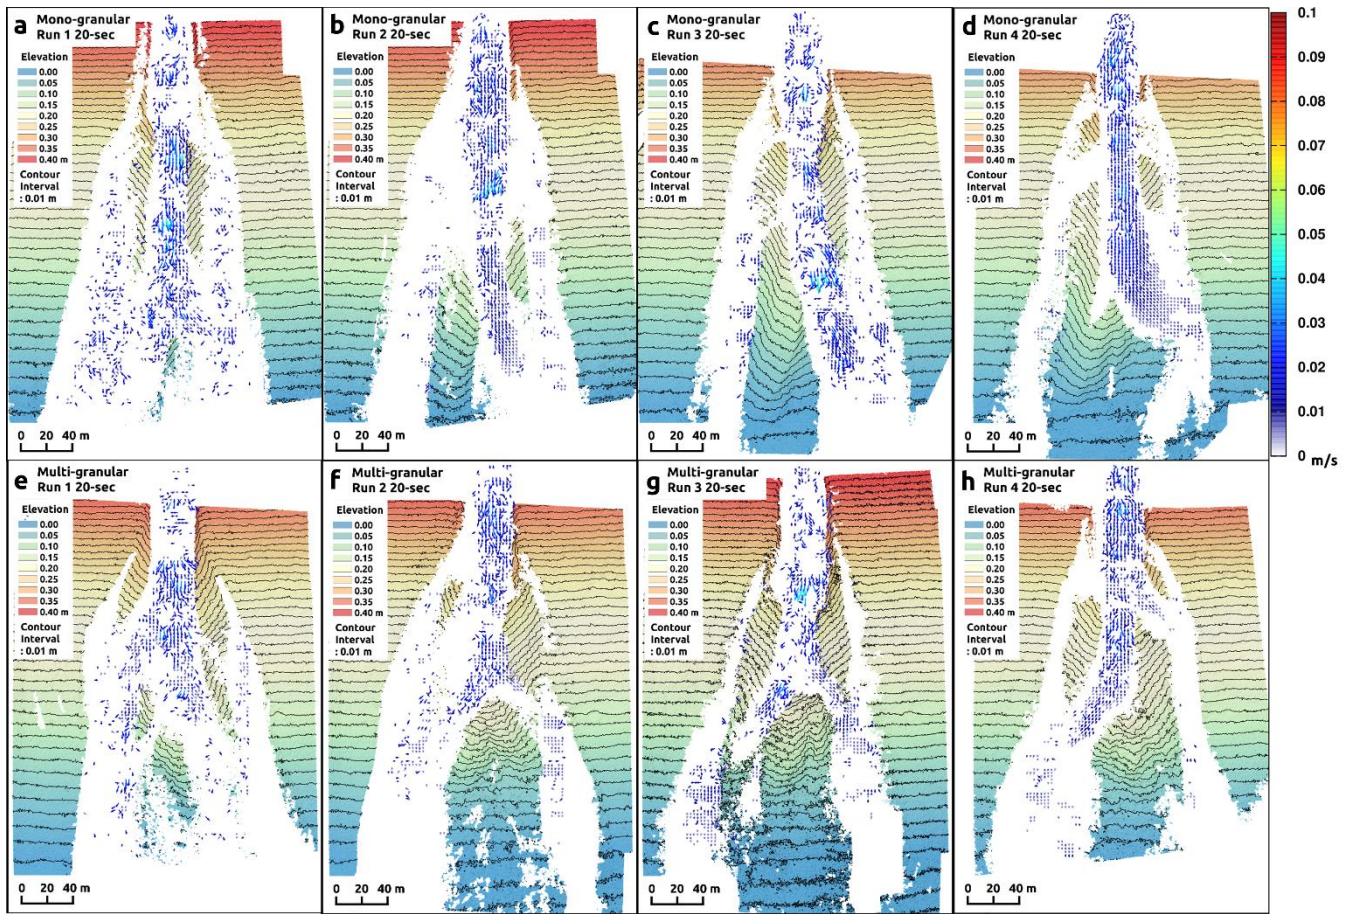 a Mono-granular
Run 1 20-sec
Elevation
0.00
0.05
0.10
0.15
0.20
0.25
0.30
0.35
0.40 m
Contour
Interval
: 0.01 m
0 20 40 m
b Mono-granular
Run 2 20-sec
Elevation
0.00
0.05
0.10
0.15
0.20
0.25
0.30
0.35
0.40 m
Contour
Interval
: 0.01 m
0 20 40 m
c Mono-granular
Run 3 20-sec
Elevation
0.00
0.05
0.10
0.15
0.20
0.25
0.30
0.35
0.40 m
Contour
Interval
: 0.01 m
0 20 40 m
d Mono-granular
Run 4 20-sec
Elevation
0.00
0.05
0.10
0.15
0.20
0.25
0.30
0.35
0.40 m
Contour
Interval
: 0.01 m
0 20 40 m
0.1
0.09
0.08
0.07
0.06
0.05
0.04
0.03
0.02
0.01
0 m/s
e Multi-granular
Run 1 20-sec
Elevation
0.00
0.05
0.10
0.15
0.20
0.25
0.30
0.35
0.40 m
Contour
Interval
: 0.01 m
0 20 40 m
f Multi-granular
Run 2 20-sec
Elevation
0.00
0.05
0.10
0.15
0.20
0.25
0.30
0.35
0.40 m
Contour
Interval
: 0.01 m
0 20 40 m
g Multi-granular
Run 3 20-sec
Elevation
0.00
0.05
0.10
0.15
0.20
0.25
0.30
0.35
0.40 m
Contour
Interval
: 0.01 m
0 20 40 m
h Multi-granular
Run 4 20-sec
Elevation
0.00
0.05
0.10
0.15
0.20
0.25
0.30
0.35
0.40 m
Contour
Interval
: 0.01 m
0 20 40 m